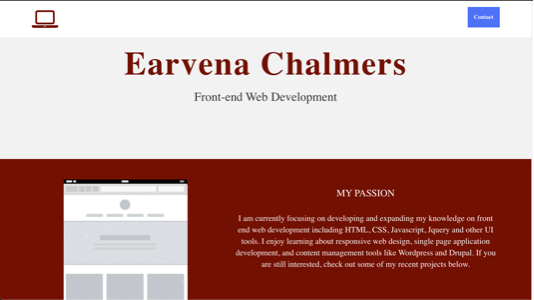 Contact
Earvena Chalmers
Front-end Web Development
MY PASSION
I am currently focusing on developing and expanding my knowledge on front
end web development including HTML, CSS, Javascript, Jquery and other UI
tools. I enjoy learning about responsive web design, single page application
development, and content management tools like Wordpress and Drupal. If you
are still interested, check out some of my recent projects below.